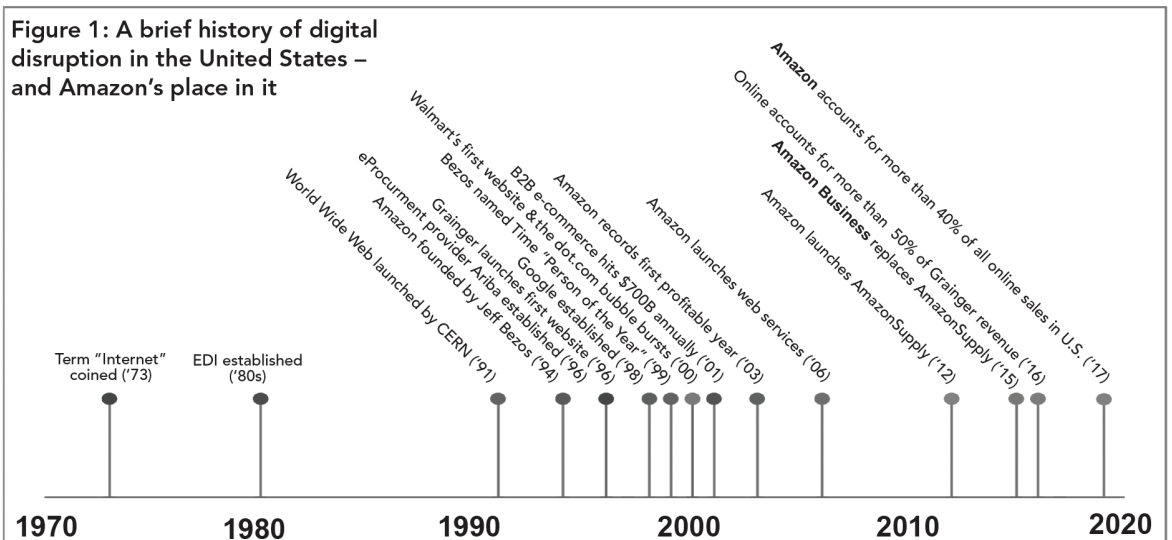 Figure 1: A brief history of digital
disruption in the United States –
and Amazon's place in it
Term "Internet"
coined ('73)
EDI established
('80s)
World Wide Web launched by CERN ('91)
Amazon founded by Jeff Bezos ('94)
eProcurment provider Ariba established ('96)
Grainger launches first website ('96)
Google established ('98)
Bezos named Time "Person of the Year" ('99)
Walmart's first website & the dot.com bubble bursts ('00)
B2B e-commerce hits $700B annually ('01)
Amazon records first profitable year ('03)
Amazon launches web services ('06)
Amazon launches AmazonSupply ('12)
Amazon Business replaces AmazonSupply ('15)
Online accounts for more than 50% of Grainger revenue ('16)
Amazon accounts for more than 40% of all online sales in U.S. ('17)
1970
1980
1990
2000
2010
2020